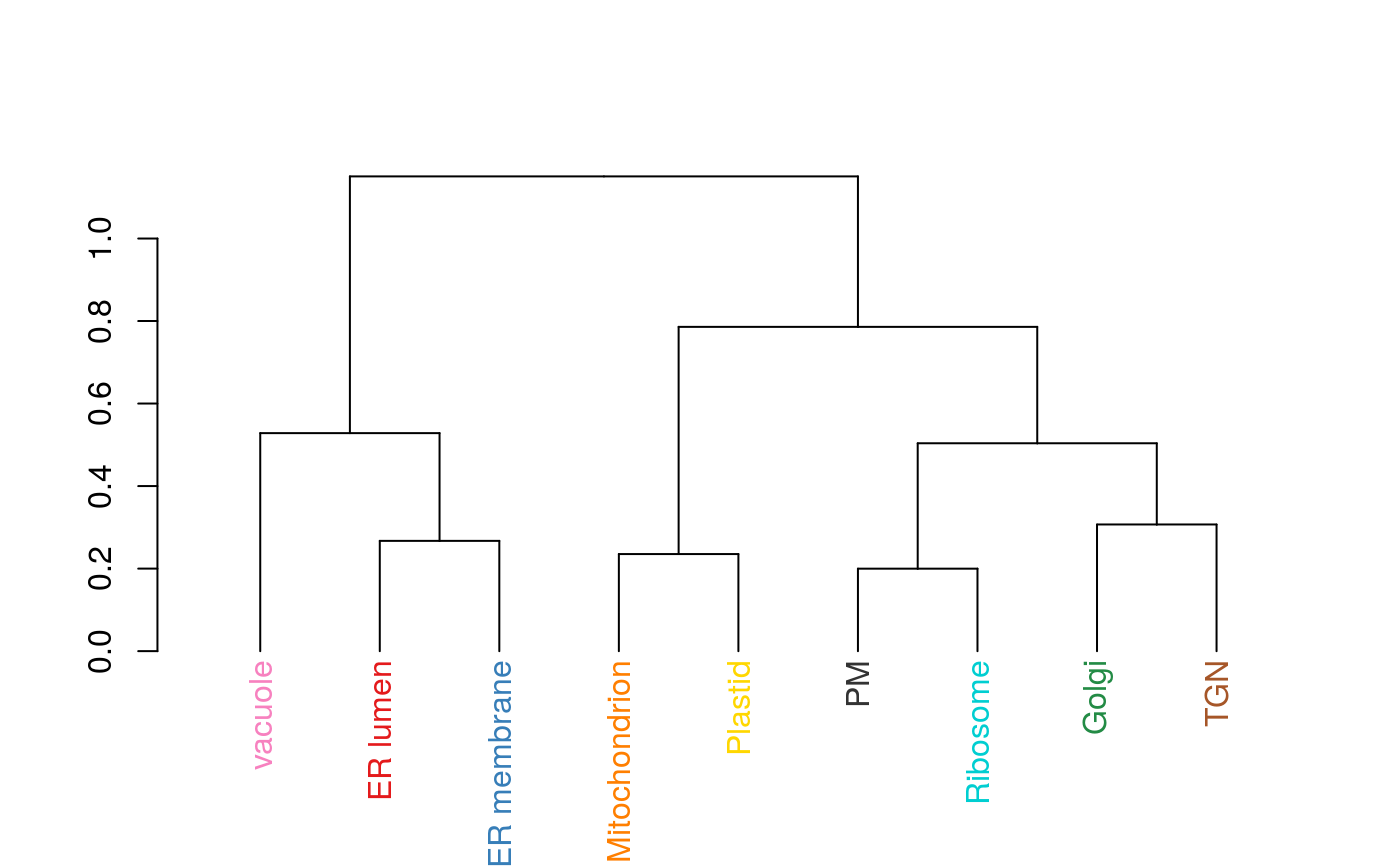 1.0
0.8
0.6
0.4
0.2
0.0
vacuole
ER lumen
ER membrane
Mitochondrion
Plastid
PM
Ribosome
Golgi
TGN